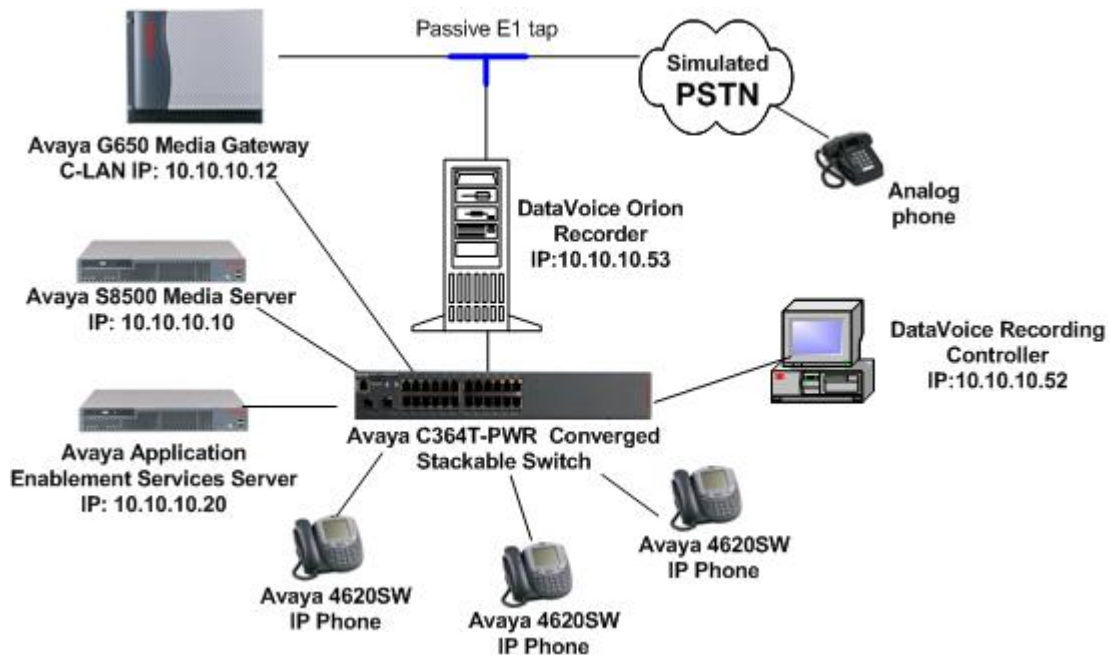 Passive E1 tap
Simulated
PSTN
Avaya G650 Media Gateway
C-LAN IP: 10.10.10.12
Analog
phone
DataVoice Orion
Recorder
IP:10.10.10.53
Avaya S8500 Media Server
IP: 10.10.10.10
DataVoice Recording
Controller
IP:10.10.10.52
Avaya C364T-PWR Converged
Stackable Switch
Avaya Application
Enablement Services Server
IP: 10.10.10.20
Avaya 4620SW
IP Phone
Avaya 4620SW
IP Phone
Avaya 4620SW
IP Phone